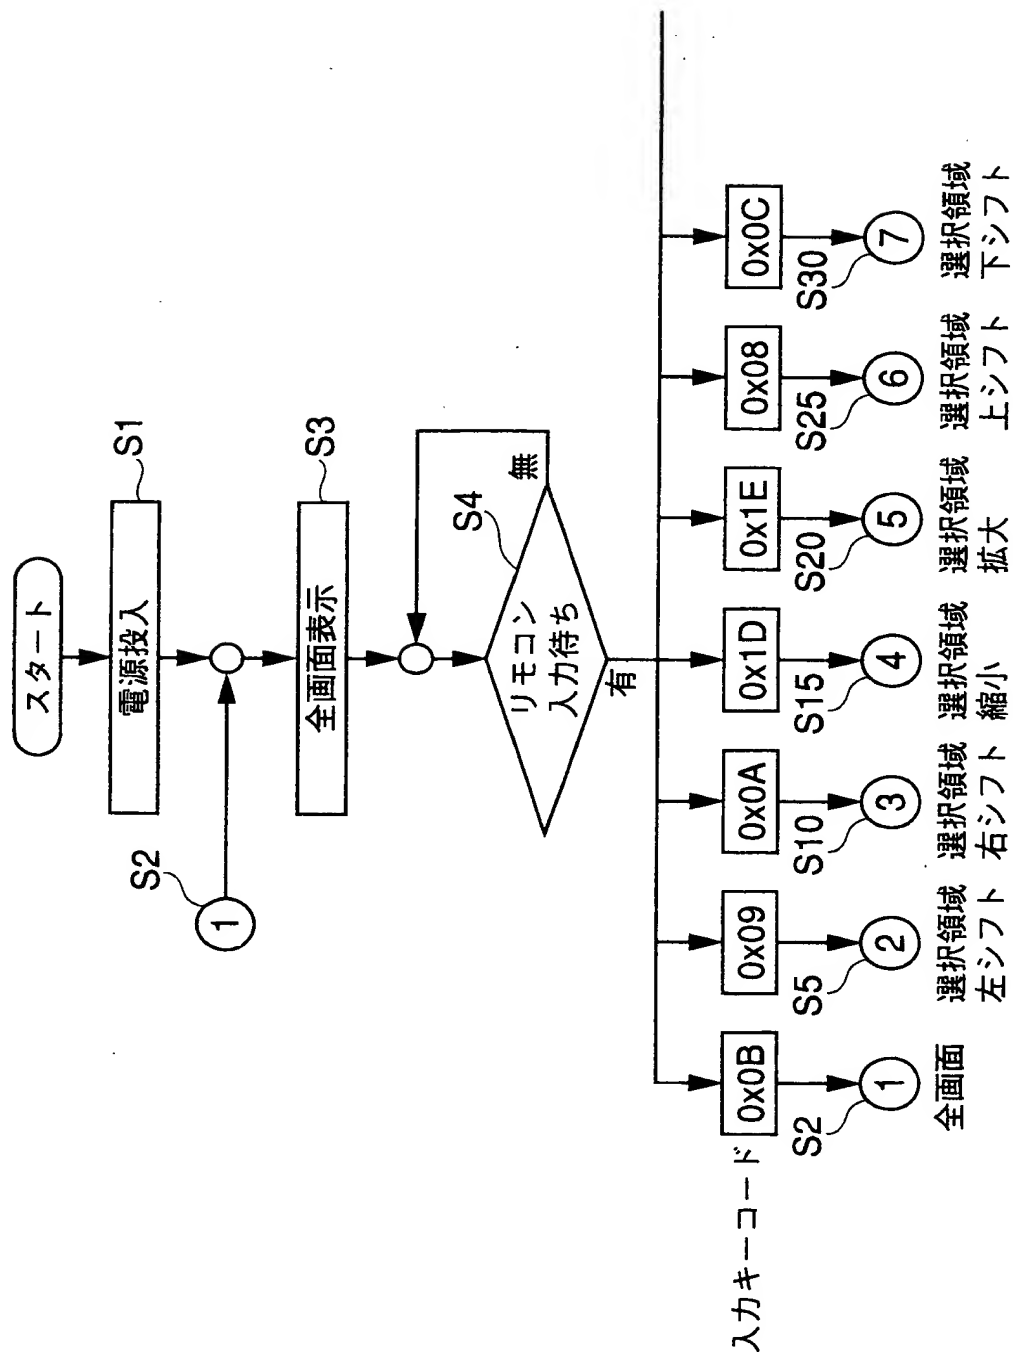 スタート
電源投入
S1
S2
1
全画面表示
S3
リモコン
入力待ち
S4
無
有
入力キーコード
0x0B
0x09
0x0A
0x1D
0x1E
0x08
0x0C
S2
S5
S10
S15
S20
S25
S30
1
2
3
4
5
6
7
全画面
選択領域
左シフト
選択領域
右シフト
選択領域
縮小
選択領域
拡大
選択領域
上シフト
選択領域
下シフト